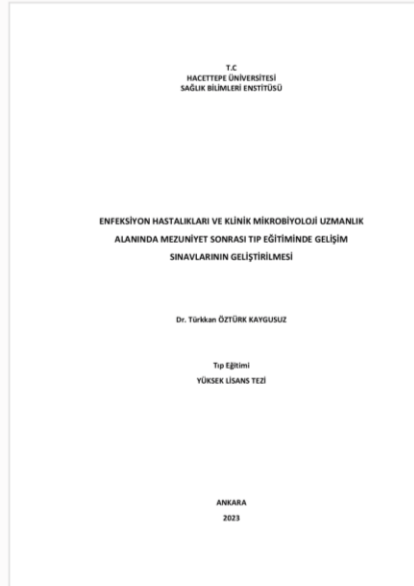 T.C
HACETTEPE ÜNİVERSİTESİ
SAĞLIK BİLİMLERİ ENSTİTÜSÜ
ENFEKSİYON HASTALIKLARI VE KLİNİK MİKROBİYOLOJİ UZMANLIK
ALANINDA MEZUNİYET SONRASI TIP EĞİTİMİNDE GELİŞİM
SINAVLARININ GELİŞTİRİLMESİ
Dr. Türkkan ÖZTÜRK KAYGUSUZ
Tıp Eğitimi
YÜKSEK LİSANS TEZİ
ANKARA
2023